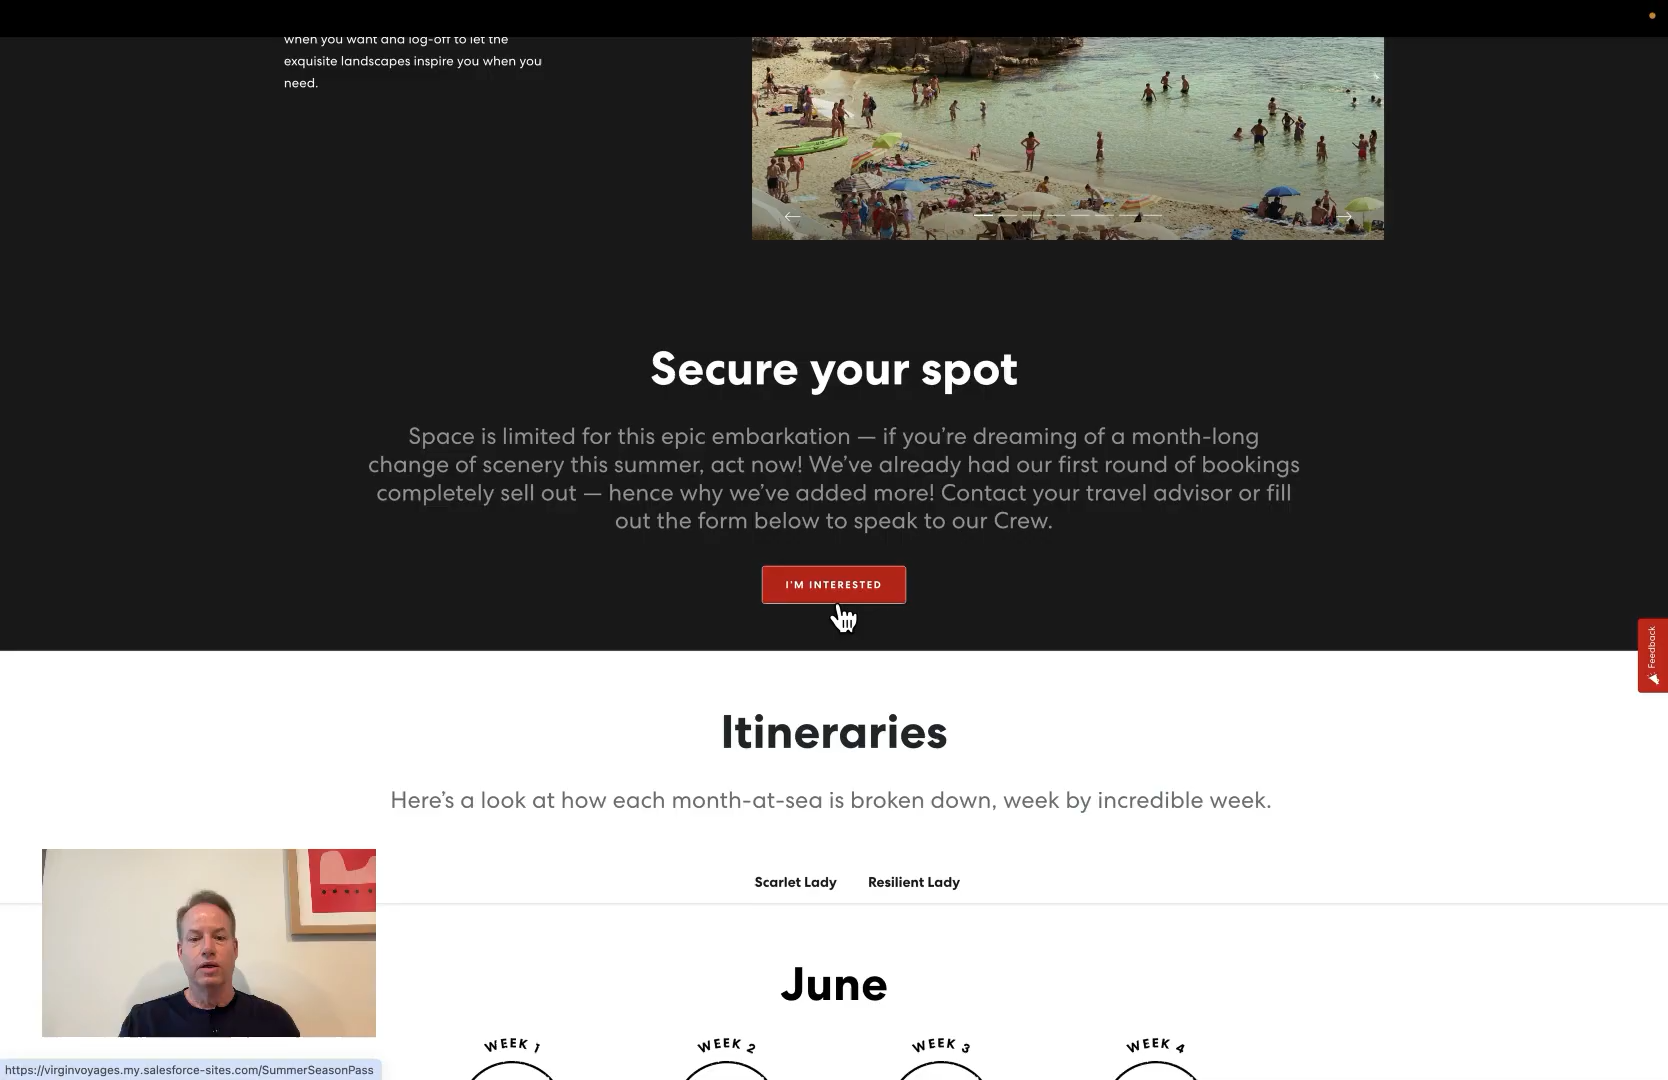 when you want and log-off to let the
exquisite landscapes inspire you when you
need.
Secure your spot
Space is limited for this epic embarkation — if you’re dreaming of a month-long
change of scenery this summer, act now! We’ve already had our first round of bookings
completely sell out — hence why we’ve added more! Contact your travel advisor or fill
out the form below to speak to our Crew.
I'M INTERESTED
Feedback
Itineraries
Here’s a look at how each month-at-sea is broken down, week by incredible week.
Scarlet Lady
Resilient Lady
June
WEEK 1
WEEK 2
WEEK 3
WEEK 4
https://virginvoyages.my.salesforce-sites.com/SummerSeasonPass